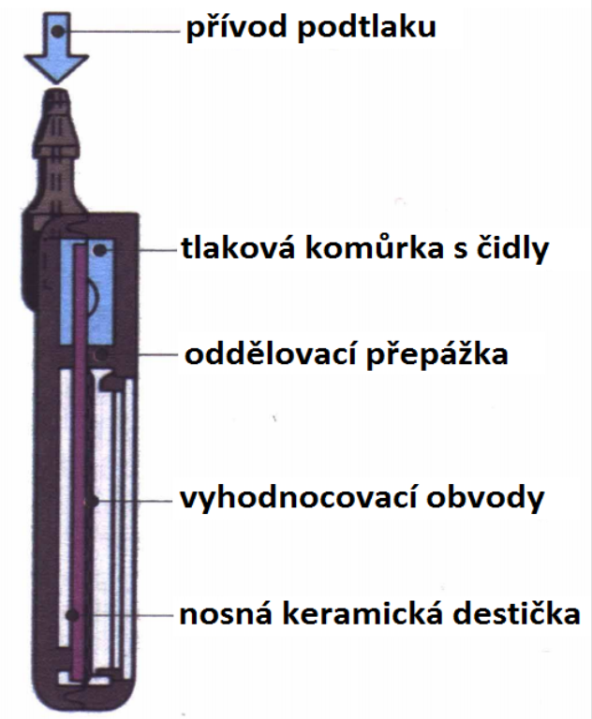 přívod podtlaku
tlaková komůrka s čidly
oddělovací přepážka
vyhodnocovací obvody
nosná keramická destička